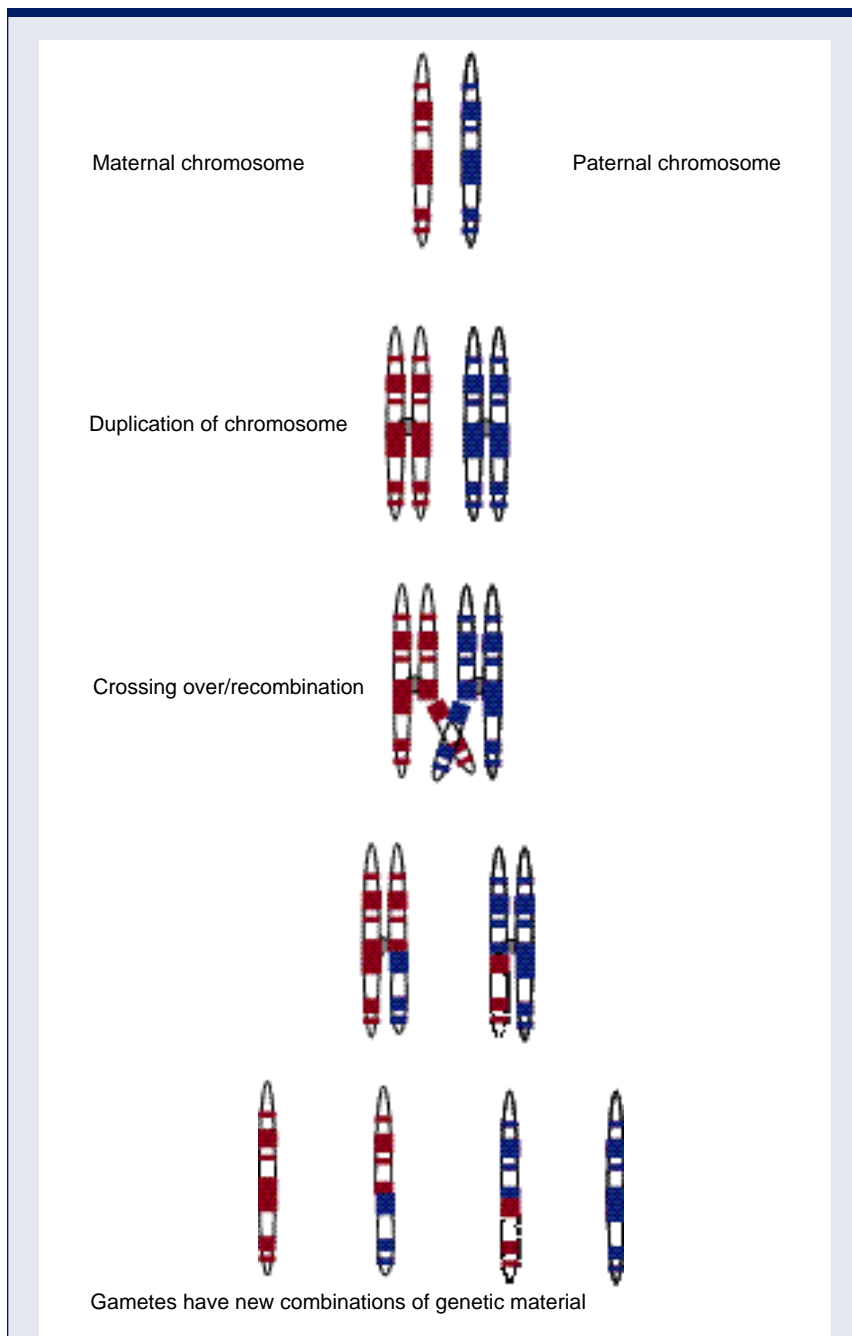 Maternal chromosome
Paternal chromosome
Duplication of chromosome
Crossing over/recombination
Gametes have new combinations of genetic material